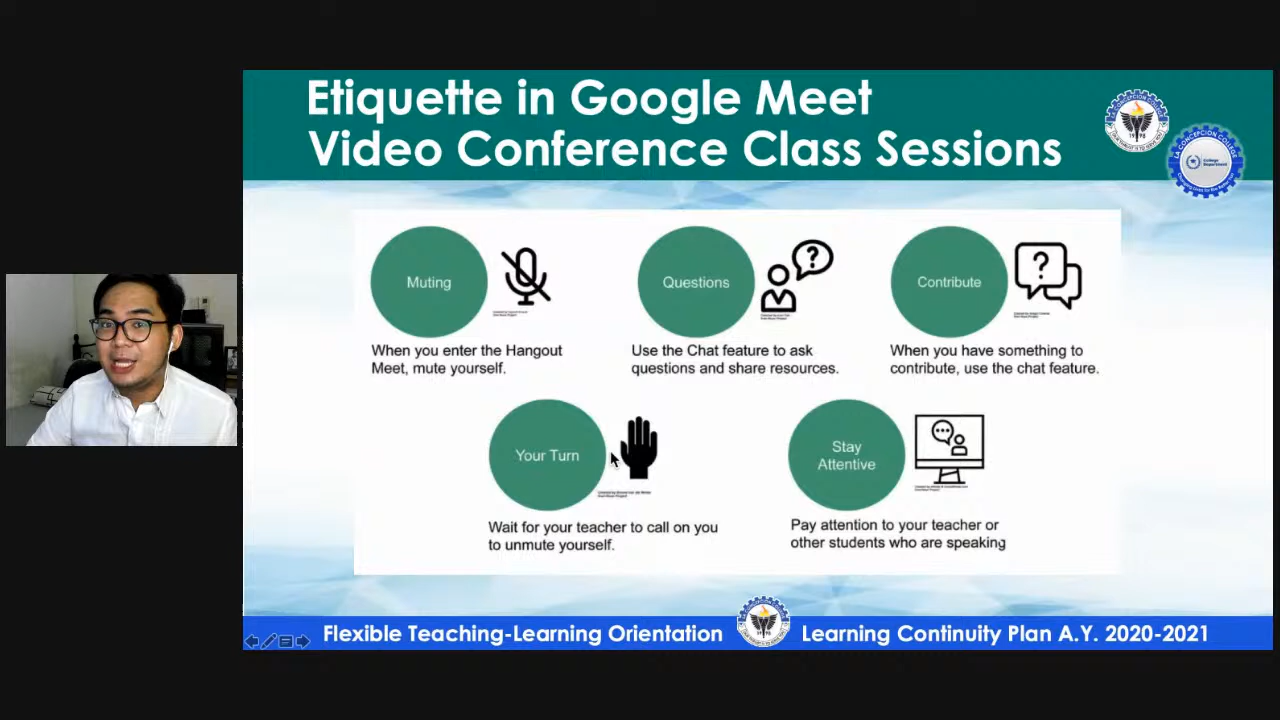 Etiquette in Google Meet
Video Conference Class Sessions
Muting
Questions
Contribute
When you enter the Hangout
Meet, mute yourself.
Use the Chat feature to ask
questions and share resources.
When you have something to
contribute, use the chat feature.
Your Turn
Stay
Attentive
Wait for your teacher to call on you
to unmute yourself.
Pay attention to your teacher or
other students who are speaking
Flexible Teaching-Learning Orientation
Learning Continuity Plan A.Y. 2020-2021